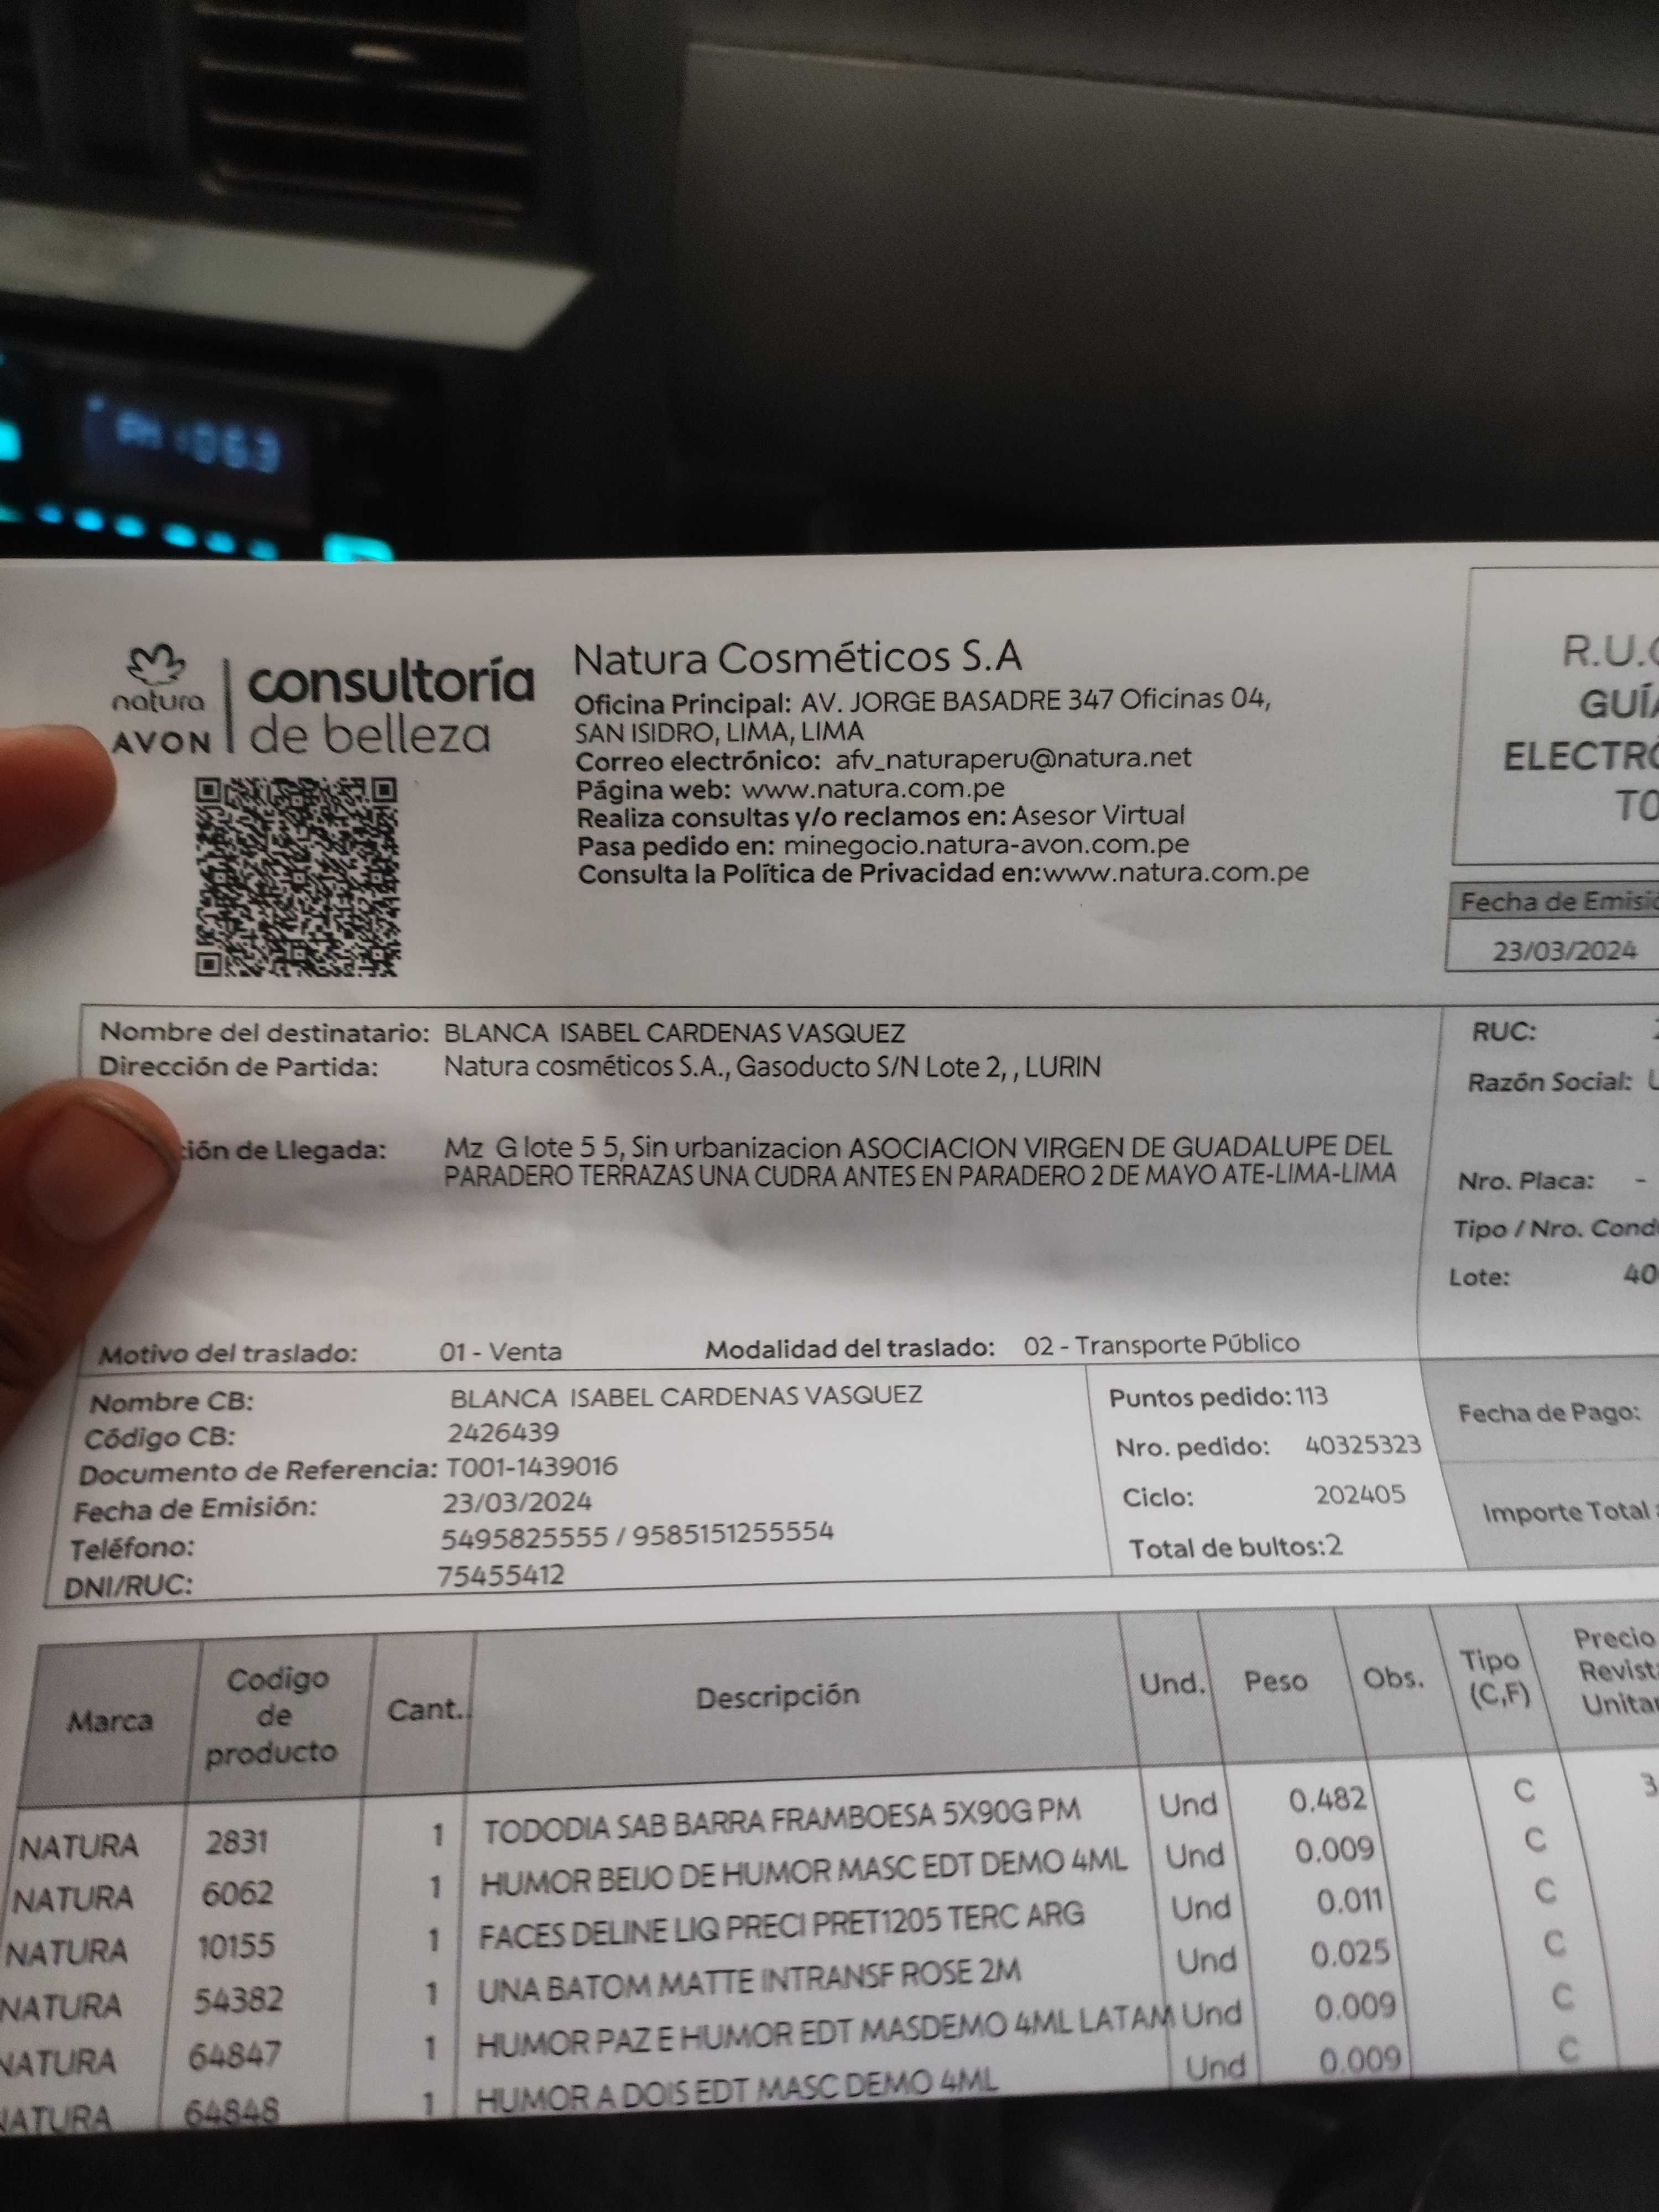 natura
AVON
consultoría
de belleza
Natura Cosméticos S.A
Oficina Principal: AV. JORGE BASADRE 347 Oficinas 04,
SAN ISIDRO, LIMA, LIMA
Correo electrónico: afv_naturaperu@natura.net
Página web: www.natura.com.pe
Realiza consultas y/o reclamos en: Asesor Virtual
Pasa pedido en: minegocio.natura-avon.com.pe
Consulta la Política de Privacidad en:www.natura.com.pe
R.U.C
GUÍA
ELECTRÓ
T0
Fecha de Emisió
23/03/2024
Nombre del destinatario: BLANCA ISABEL CARDENAS VASQUEZ
Dirección de Partida: Natura cosméticos S.A., Gasoducto S/N Lote 2, , LURIN
ión de Llegada: Mz G lote 5 5, Sin urbanizacion ASOCIACION VIRGEN DE GUADALUPE DEL
PARADERO TERRAZAS UNA CUDRA ANTES EN PARADERO 2 DE MAYO ATE-LIMA-LIMA
Motivo del traslado: 01 - Venta Modalidad del traslado: 02 - Transporte Público
RUC:
Razón Social:
Nro. Placa: -
Tipo / Nro. Cond
Lote: 40
Nombre CB: BLANCA ISABEL CARDENAS VASQUEZ
Código CB: 2426439
Documento de Referencia: T001-1439016
Fecha de Emisión: 23/03/2024
Teléfono: 5495825555 / 9585151255554
DNI/RUC: 75455412
Puntos pedido: 113
Nro. pedido: 40325323
Ciclo: 202405
Total de bultos:2
Fecha de Pago:
Importe Total
Marca Codigo de producto Cant. Descripción Und. Peso Obs. Tipo (C,F) Precio Revist Unitar
NATURA 2831 1 TODODIA SAB BARRA FRAMBOESA 5X90G PM Und 0.482 C 3
NATURA 6062 1 HUMOR BEIJO DE HUMOR MASC EDT DEMO 4ML Und 0.009 C
NATURA 10155 1 FACES DELINE LIQ PRECI PRET1205 TERC ARG Und 0.011 C
NATURA 54382 1 UNA BATOM MATTE INTRANSF ROSE 2M Und 0.025 C
NATURA 64847 1 HUMOR PAZ E HUMOR EDT MASDEMO 4ML LATAM Und 0.009 C
NATURA 64848 1 HUMOR A DOIS EDT MASC DEMO 4ML Und 0.009 C